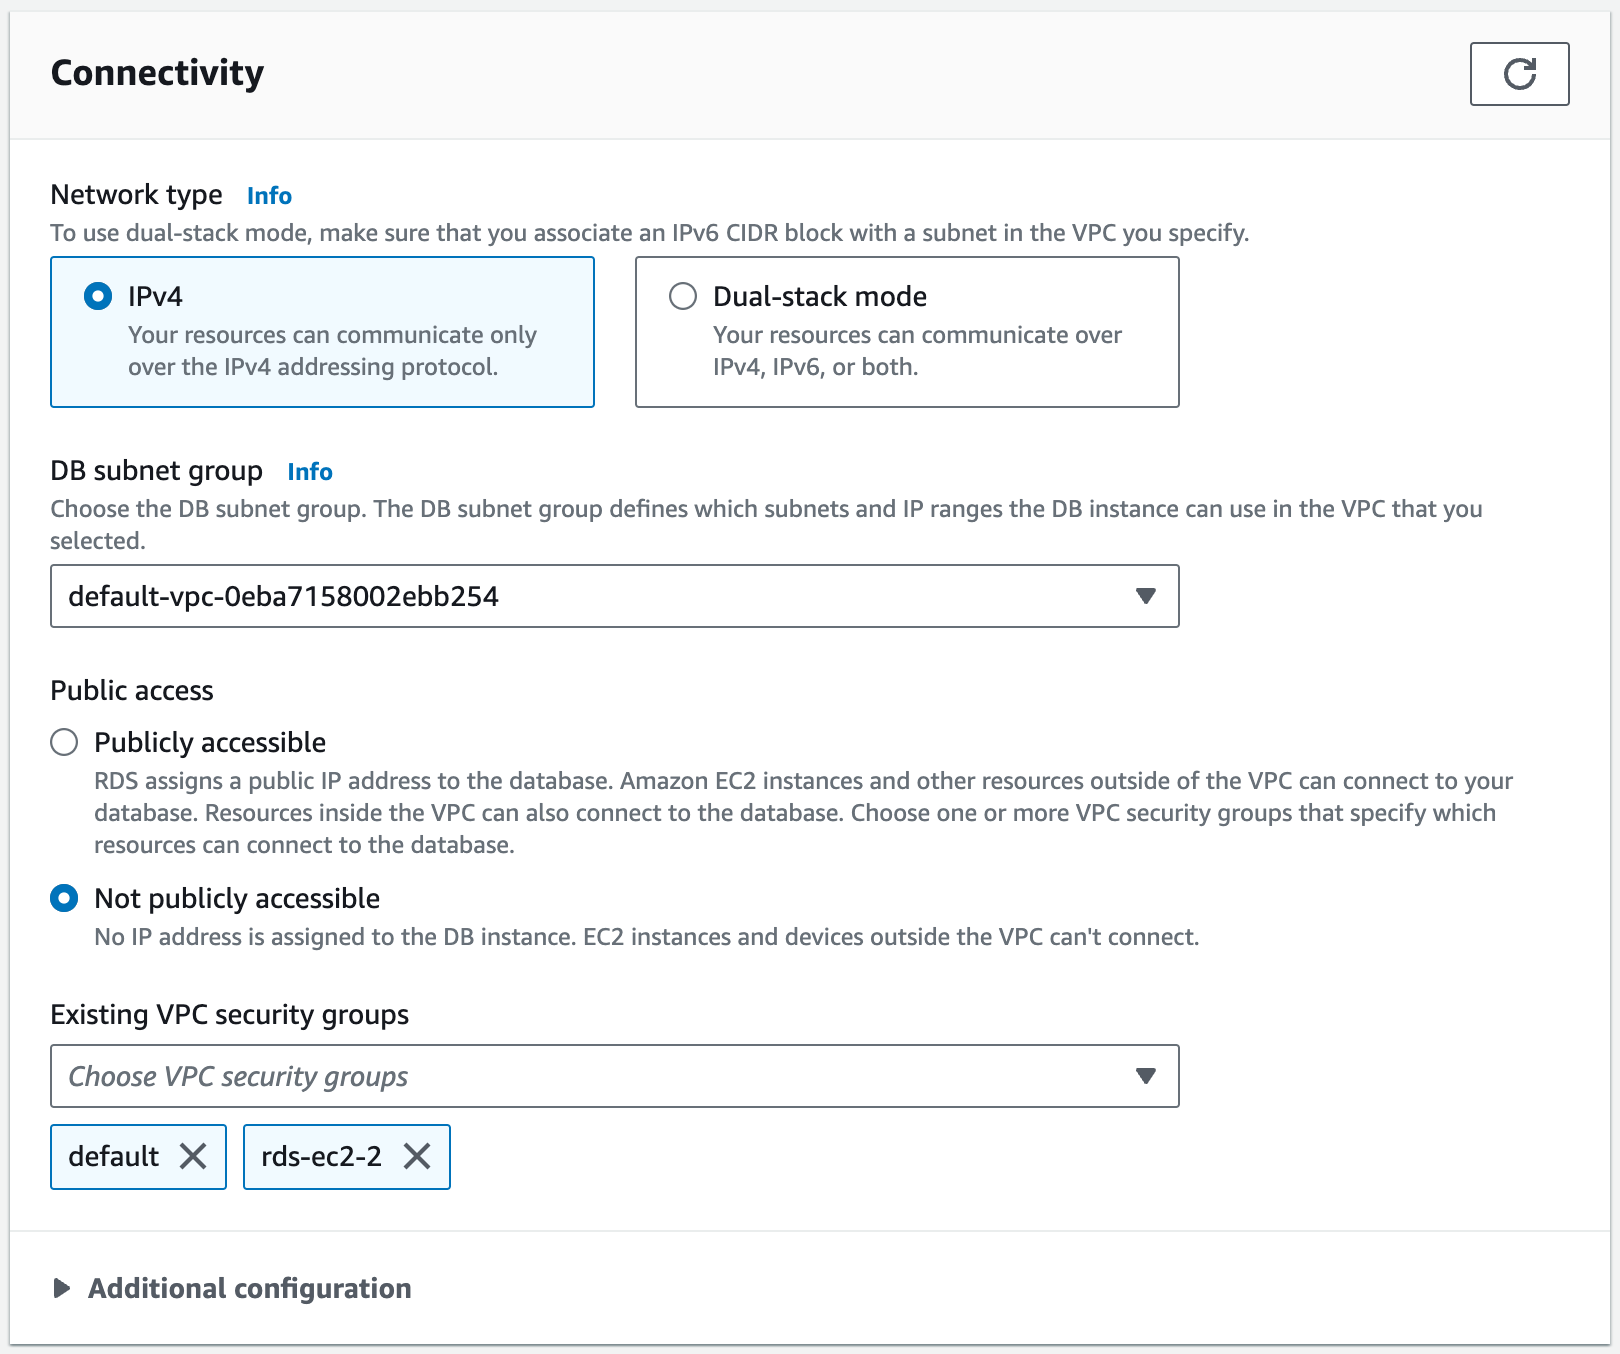 Connectivity
Network type Info
To use dual-stack mode, make sure that you associate an IPv6 CIDR block with a subnet in the VPC you specify.
IPv4
Your resources can communicate only
over the IPv4 addressing protocol.
Dual-stack mode
Your resources can communicate over
IPv4, IPv6, or both.
DB subnet group Info
Choose the DB subnet group. The DB subnet group defines which subnets and IP ranges the DB instance can use in the VPC that you
selected.
default-vpc-0eba7158002ebb254
Public access
Publicly accessible
RDS assigns a public IP address to the database. Amazon EC2 instances and other resources outside of the VPC can connect to your
database. Resources inside the VPC can also connect to the database. Choose one or more VPC security groups that specify which
resources can connect to the database.
Not publicly accessible
No IP address is assigned to the DB instance. EC2 instances and devices outside the VPC can't connect.
Existing VPC security groups
Choose VPC security groups
default
rds-ec2-2
Additional configuration